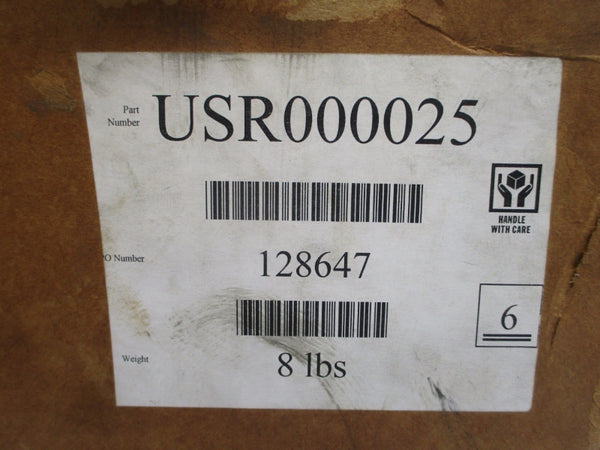 Part
Number
USR000025
HANDLE
WITH CARE
O Number
128647
6
Weight
8 lbs